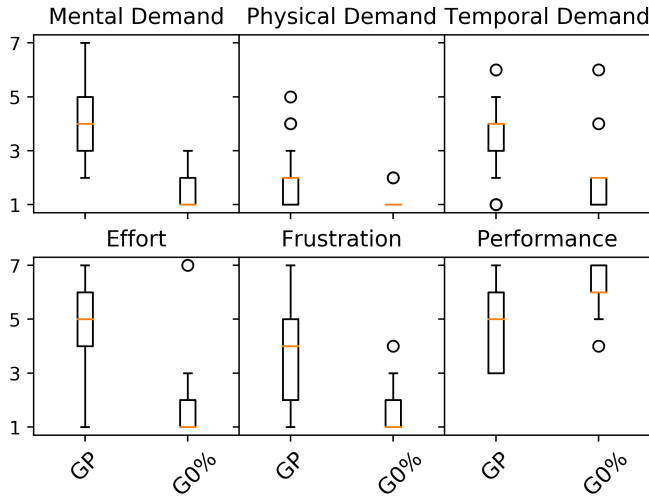 Mental Demand Physical Demand Temporal Demand
7
5
3
1
Effort Frustration Performance
7
5
3
1
GP G0% GP G0% GP G0%